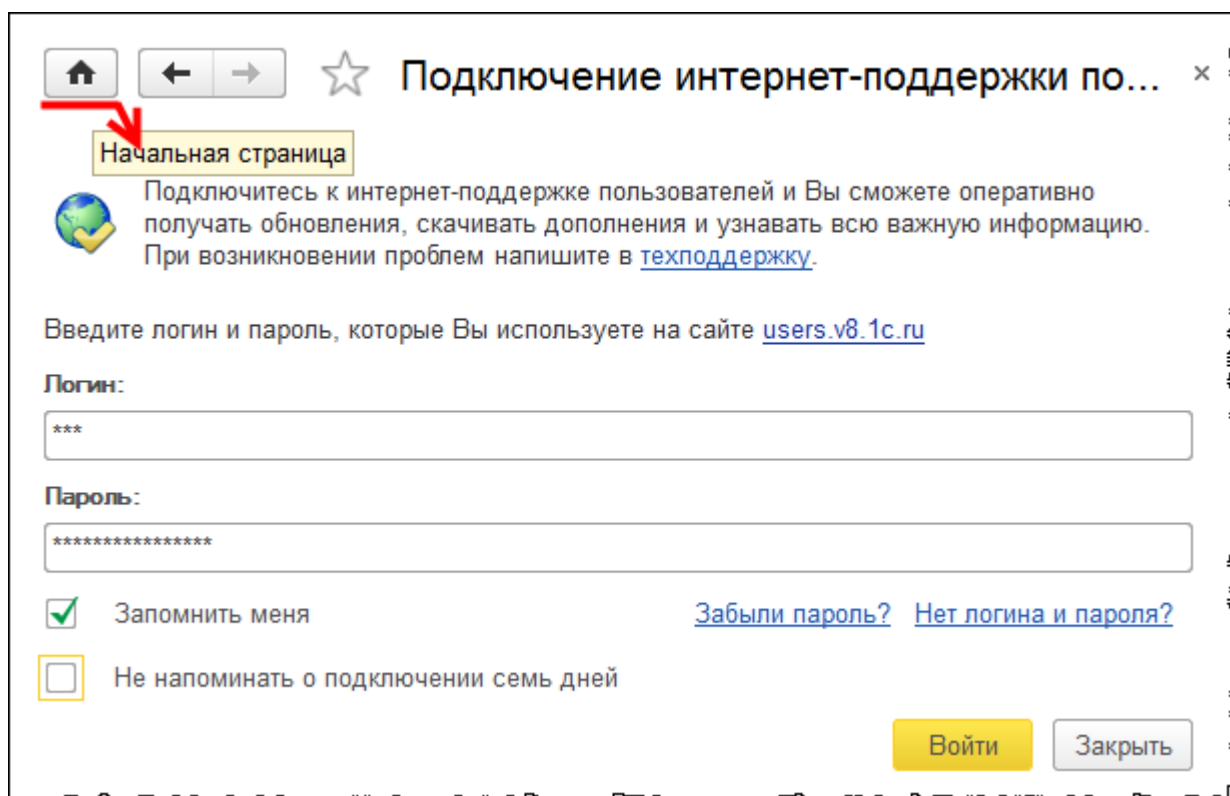 Подключение интернет-поддержки по...
Начальная страница
Подключитесь к интернет-поддержке пользователей и Вы сможете оперативно
получать обновления, скачивать дополнения и узнавать всю важную информацию.
При возникновении проблем напишите в техподдержку.
Введите логин и пароль, которые Вы используете на сайте users.v8.1c.ru
Логин:
***
Пароль:
****************
Запомнить меня Забыли пароль? Нет логина и пароля?
Не напоминать о подключении семь дней
Войти Закрыть